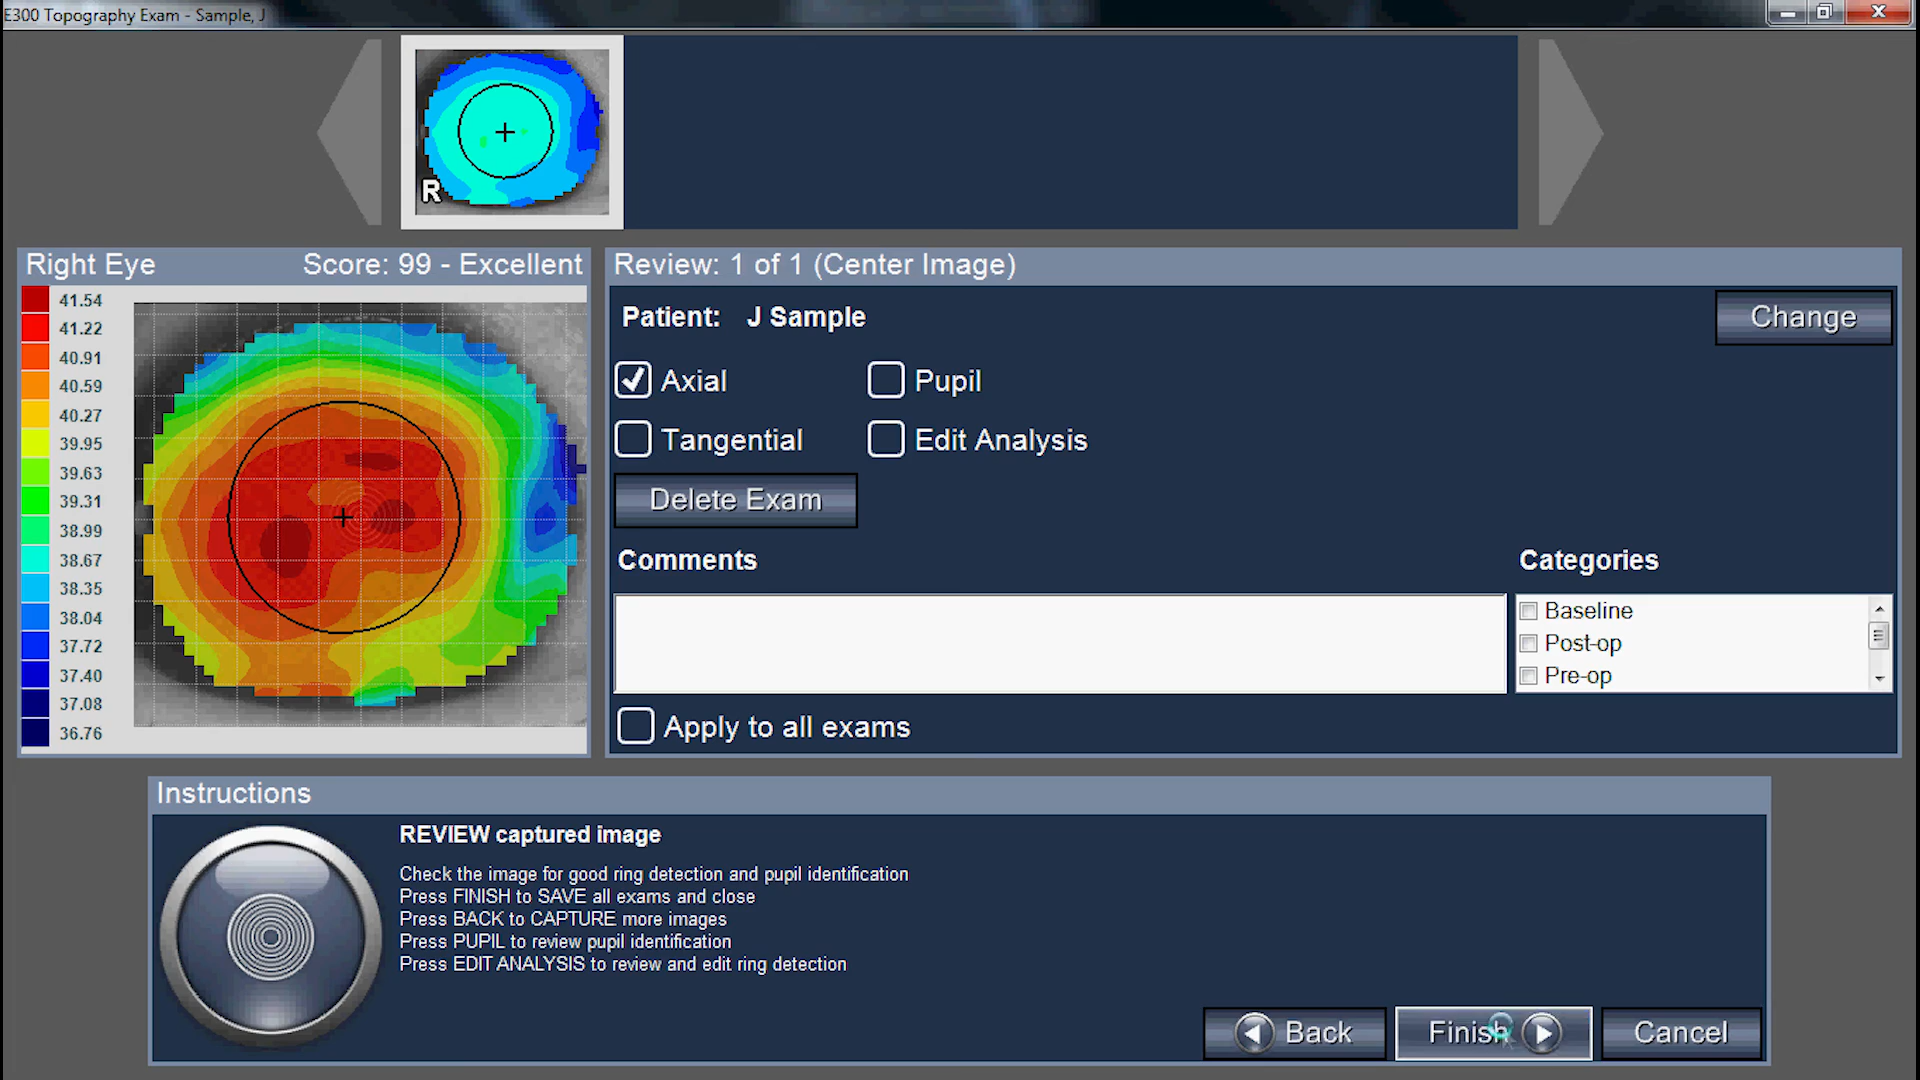 E300 Topography Exam - Sample, J
R
Right Eye
Score: 99 - Excellent
41.54
41.22
40.91
40.59
40.27
39.95
39.63
39.31
38.99
38.67
38.35
38.04
37.72
37.40
37.08
36.76
Review: 1 of 1 (Center Image)
Patient: J Sample
Change
Axial
Pupil
Tangential
Edit Analysis
Delete Exam
Comments
Categories
Baseline
Post-op
Pre-op
Apply to all exams
Instructions
REVIEW captured image
Check the image for good ring detection and pupil identification
Press FINISH to SAVE all exams and close
Press BACK to CAPTURE more images
Press PUPIL to review pupil identification
Press EDIT ANALYSIS to review and edit ring detection
Back
Finish
Cancel